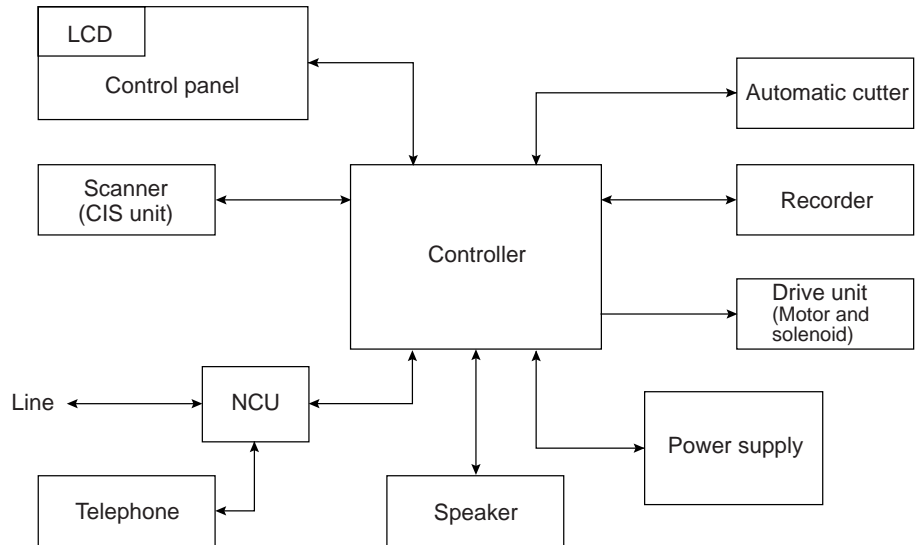 LCD
Control panel
Automatic cutter
Scanner
(CIS unit)
Controller
Recorder
Drive unit
(Motor and
solenoid)
Line
NCU
Power supply
Telephone
Speaker